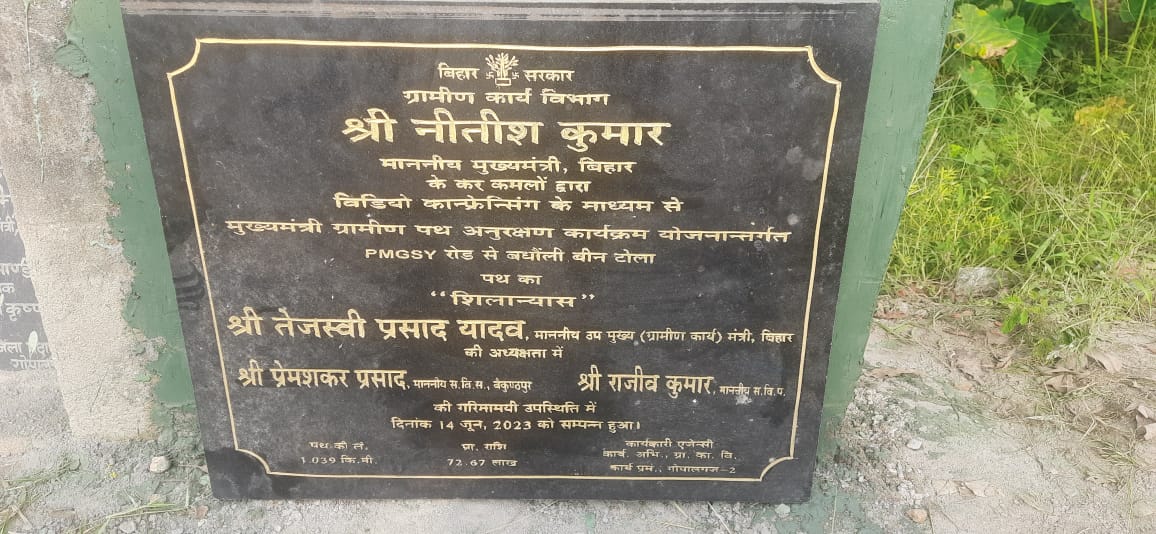 बिहार सरकार
ग्रामीण कार्य विभाग
श्री नीतीश कुमार
माननीय मुख्यमंत्री, बिहार
के कर कमलों द्वारा
विडियो कान्फ्रेन्सिंग के माध्यम से
मुख्यमंत्री ग्रामीण पथ अनुरक्षण कार्यक्रम योजनान्तर्गत
PMGSY रोड से बधौंली बीन टोला
पथ का
“शिलान्यास”
श्री तेजस्वी प्रसाद यादव, माननीय उप मुख्य (ग्रामीण कार्य) मंत्री, बिहार
की अध्यक्षता में
श्री प्रेमशंकर प्रसाद, माननीय स.वि.स., बैकुण्ठपुर श्री राजीव कुमार, माननीय स.वि.प.
की गरिमामयी उपस्थिति में
दिनांक 14 जून, 2023 को सम्पन्न हुआ।
पथ की लं. प्रा. राशि कार्यकारी एजेन्सी
1.039 कि.मी. 72.67 लाख कार्य. अभि., ग्रा. का. वि.
कार्य प्रमं., गोपालगंज-2